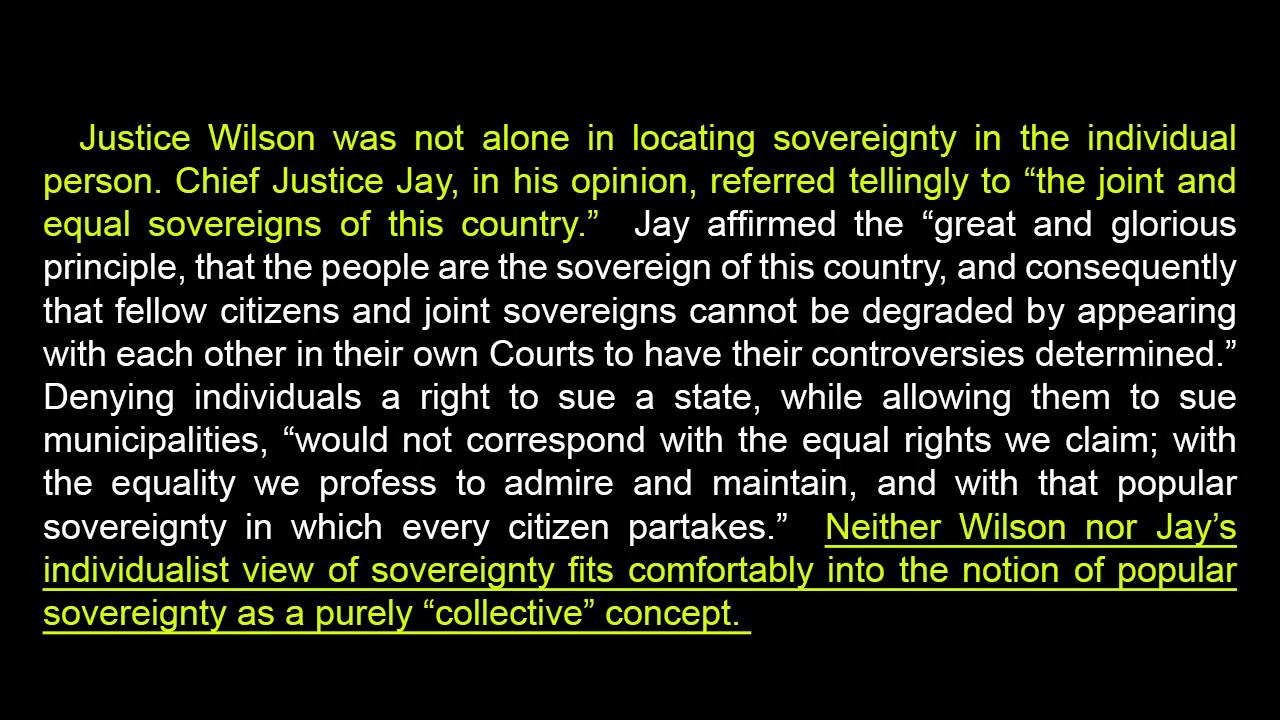 Justice Wilson was not alone in locating sovereignty in the individual
person. Chief Justice Jay, in his opinion, referred tellingly to “the joint and
equal sovereigns of this country.” Jay affirmed the “great and glorious
principle, that the people are the sovereign of this country, and consequently
that fellow citizens and joint sovereigns cannot be degraded by appearing
with each other in their own Courts to have their controversies determined.”
Denying individuals a right to sue a state, while allowing them to sue
municipalities, “would not correspond with the equal rights we claim; with
the equality we profess to admire and maintain, and with that popular
sovereignty in which every citizen partakes.” Neither Wilson nor Jay’s
individualist view of sovereignty fits comfortably into the notion of popular
sovereignty as a purely “collective” concept.